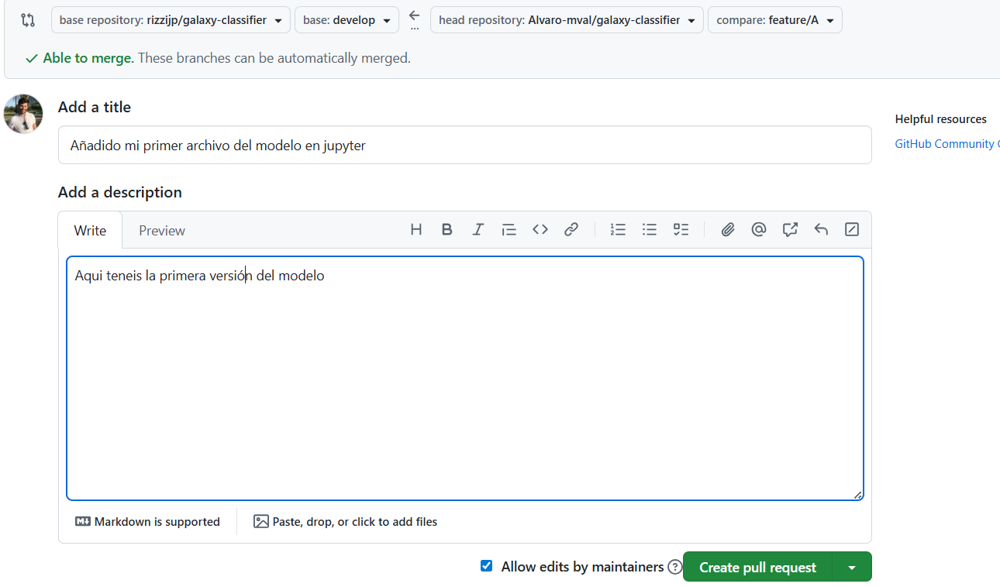 base repository: rizzijp/galaxy-classifier base: develop ... head repository: Alvaro-mval/galaxy-classifier compare: feature/A
Able to merge. These branches can be automatically merged.
Add a title
Helpful resources
Añadido mi primer archivo del modelo en jupyter
GitHub Community
Add a description
Write Preview
Aqui teneis la primera versión del modelo
Markdown is supported Paste, drop, or click to add files
Allow edits by maintainers
Create pull request